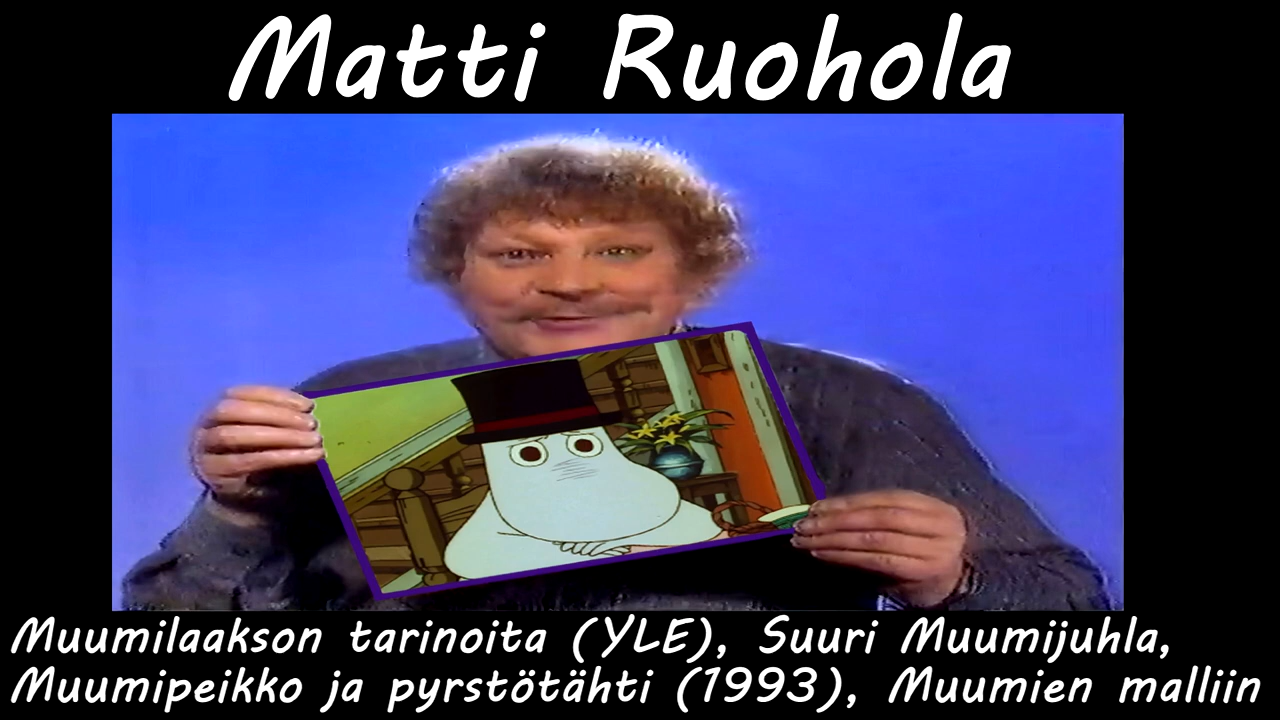 Matti Ruohola
Muumilaakson tarinoita (YLE), Suuri Muumijuhla,
Muumipeikko ja pyrstötähti (1993), Muumien malliin